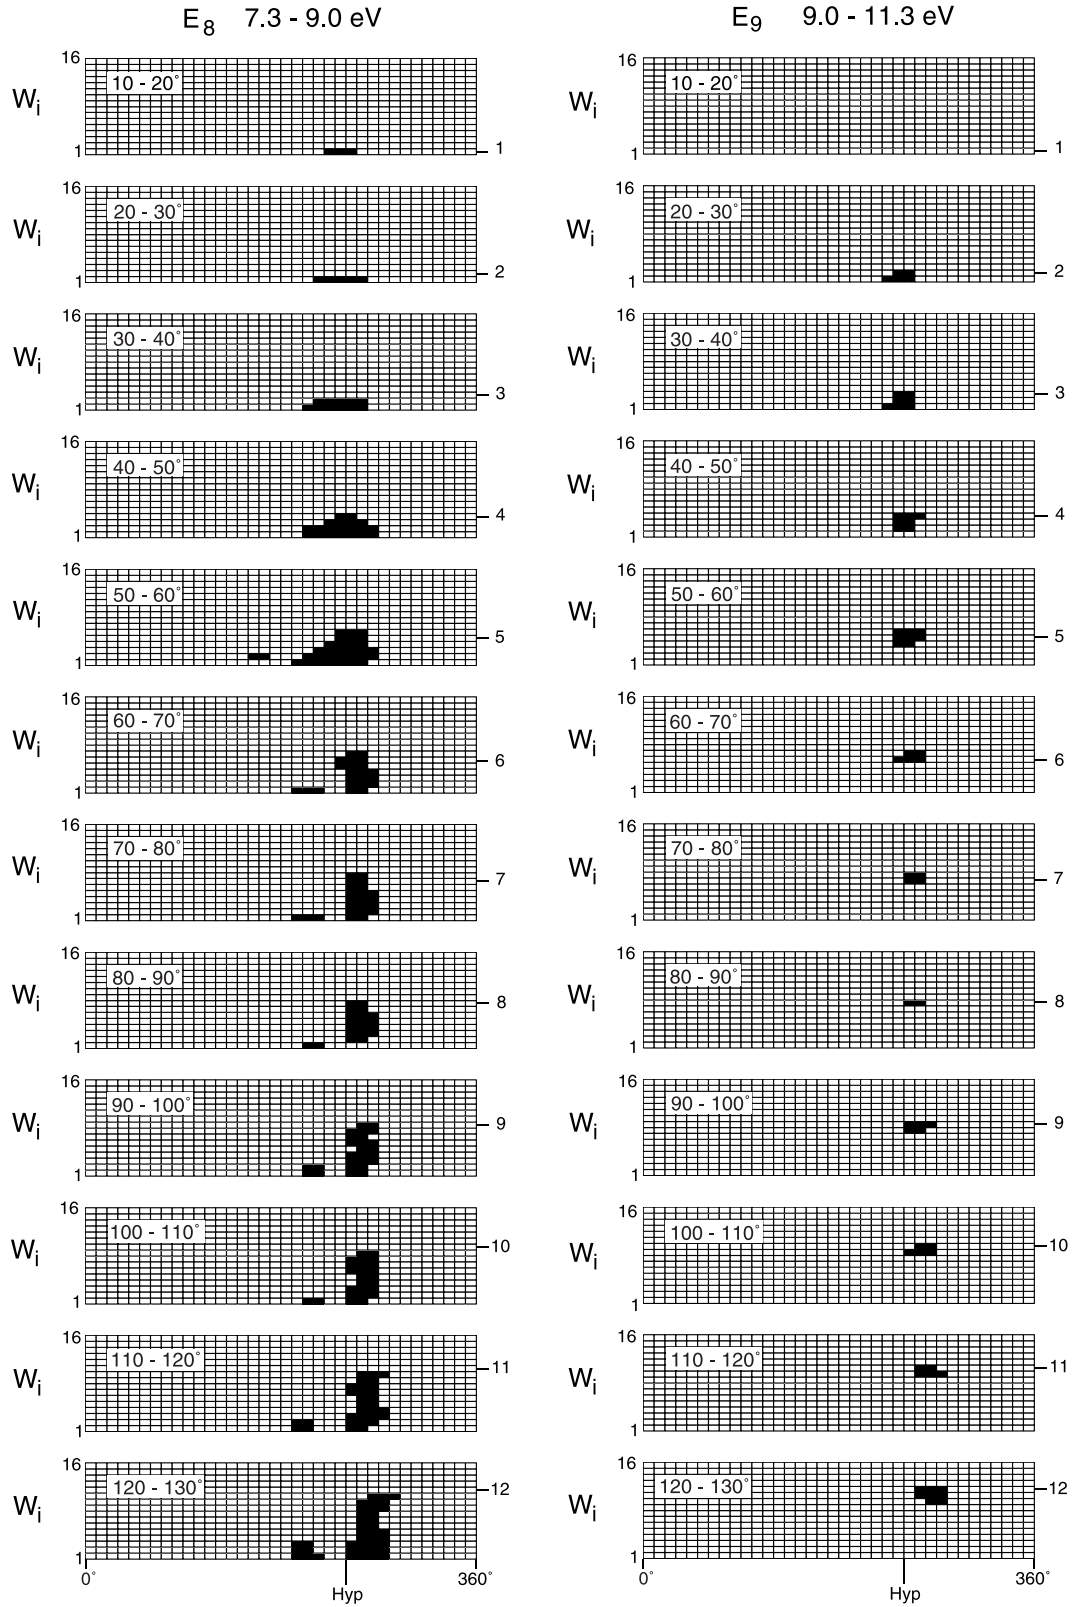 E8 7.3 - 9.0 eV
E9 9.0 - 11.3 eV
16
10 - 20°
Wi
1
1
16
10 - 20°
Wi
1
1
16
20 - 30°
Wi
1
2
16
20 - 30°
Wi
1
2
16
30 - 40°
Wi
1
3
16
30 - 40°
Wi
1
3
16
40 - 50°
Wi
1
4
16
40 - 50°
Wi
1
4
16
50 - 60°
Wi
1
5
16
50 - 60°
Wi
1
5
16
60 - 70°
Wi
1
6
16
60 - 70°
Wi
1
6
16
70 - 80°
Wi
1
7
16
70 - 80°
Wi
1
7
16
80 - 90°
Wi
1
8
16
80 - 90°
Wi
1
8
16
90 - 100°
Wi
1
9
16
90 - 100°
Wi
1
9
16
100 - 110°
Wi
1
10
16
100 - 110°
Wi
1
10
16
110 - 120°
Wi
1
11
16
110 - 120°
Wi
1
11
16
120 - 130°
Wi
1
12
16
120 - 130°
Wi
1
12
0° Hyp 360°
0° Hyp 360°